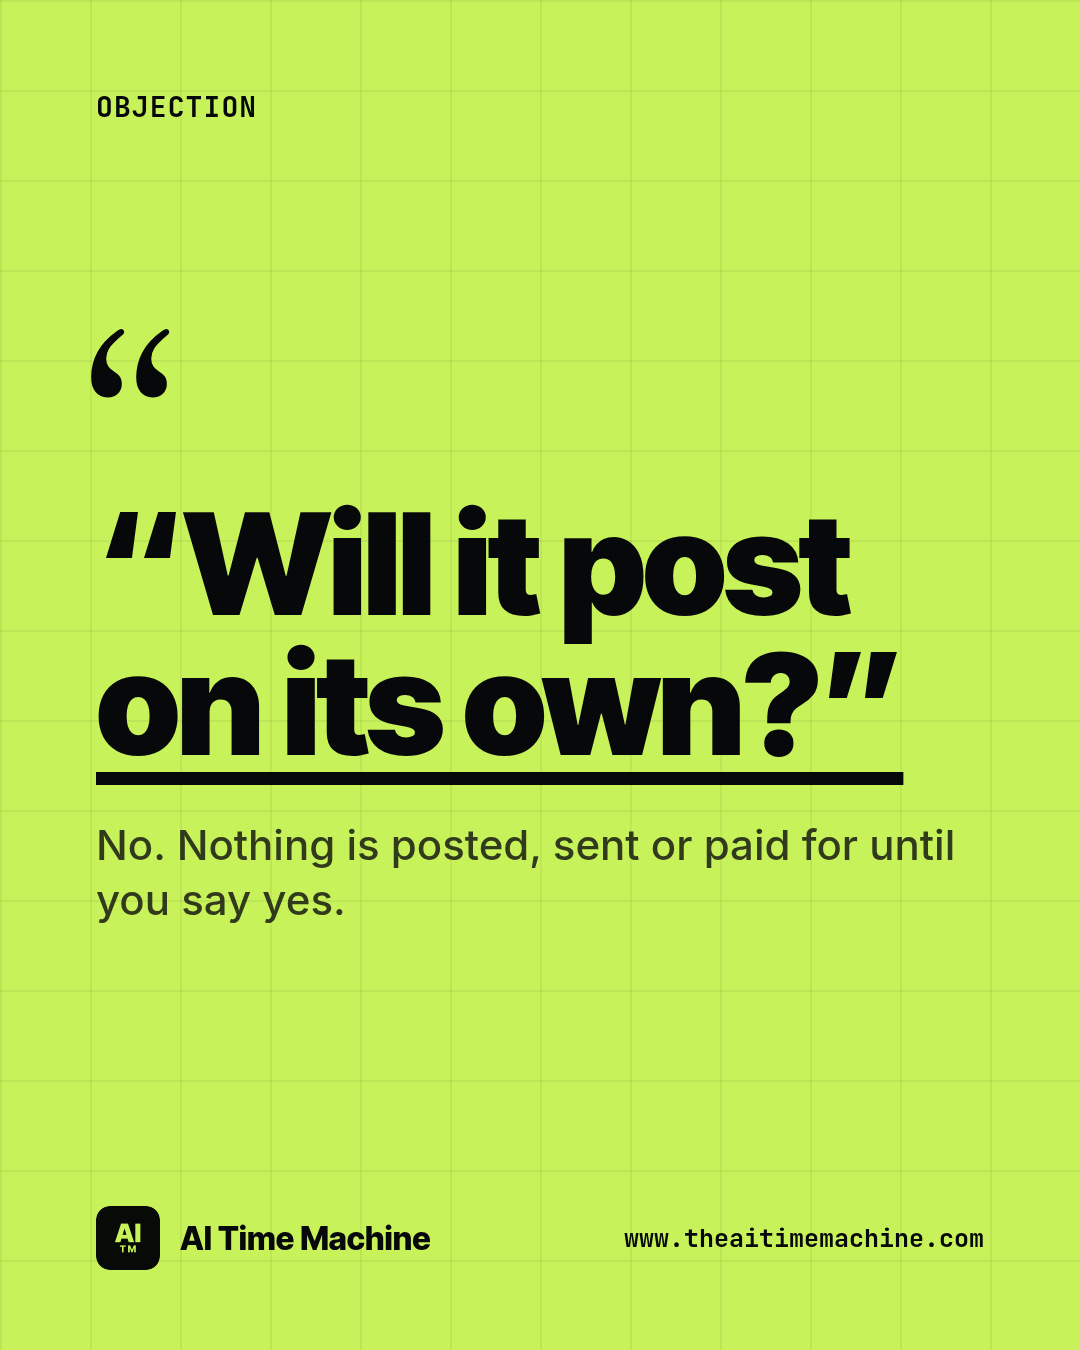 OBJECTION
“
“Will it post
on its own?”
No. Nothing is posted, sent or paid for until
you say yes.
AI
TM
AI Time Machine
www.theaitimemachine.com